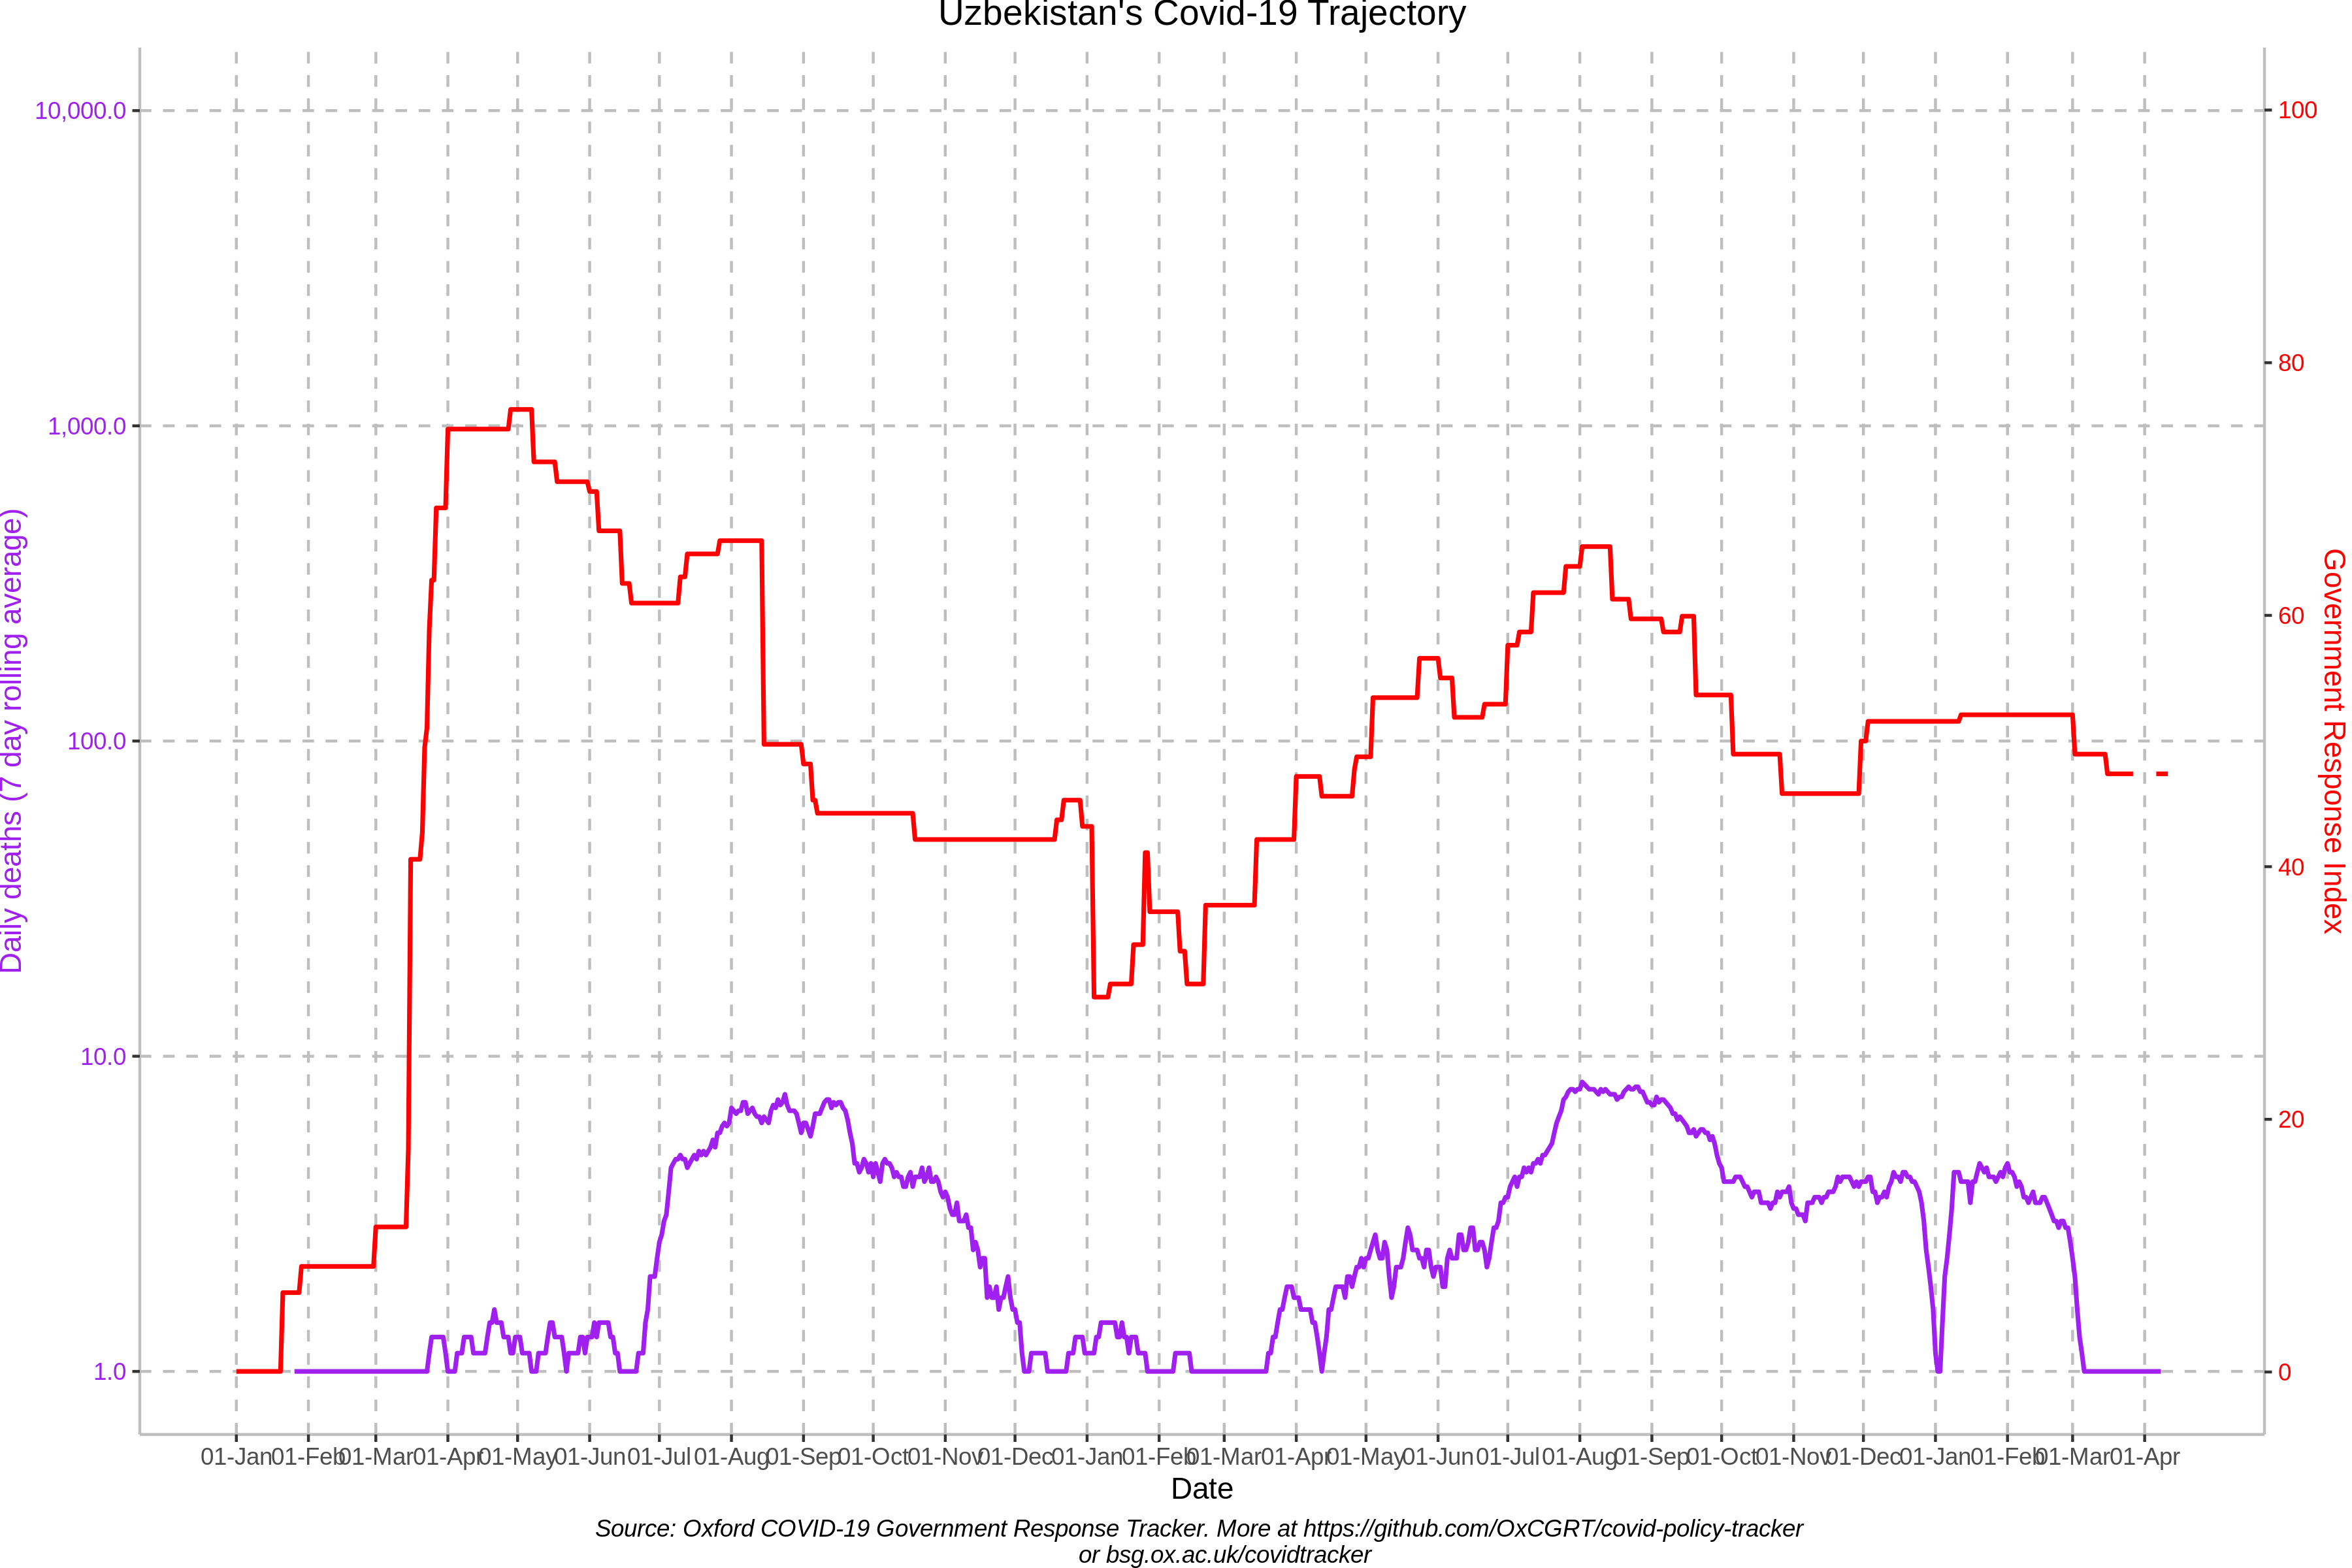 Uzbekistan's Covid-19 Trajectory
10,000.0
1,000.0
100.0
10.0
1.0
Daily deaths (7 day rolling average)
100
80
60
40
20
0
Government Response Index
01-Jan 01-Feb 01-Mar 01-Apr 01-May 01-Jun 01-Jul 01-Aug 01-Sep 01-Oct 01-Nov 01-Dec 01-Jan 01-Feb 01-Mar 01-Apr 01-May 01-Jun 01-Jul 01-Aug 01-Sep 01-Oct 01-Nov 01-Dec 01-Jan 01-Feb 01-Mar 01-Apr
Date
Source: Oxford COVID-19 Government Response Tracker. More at https://github.com/OxCGRT/covid-policy-tracker
or bsg.ox.ac.uk/covidtracker